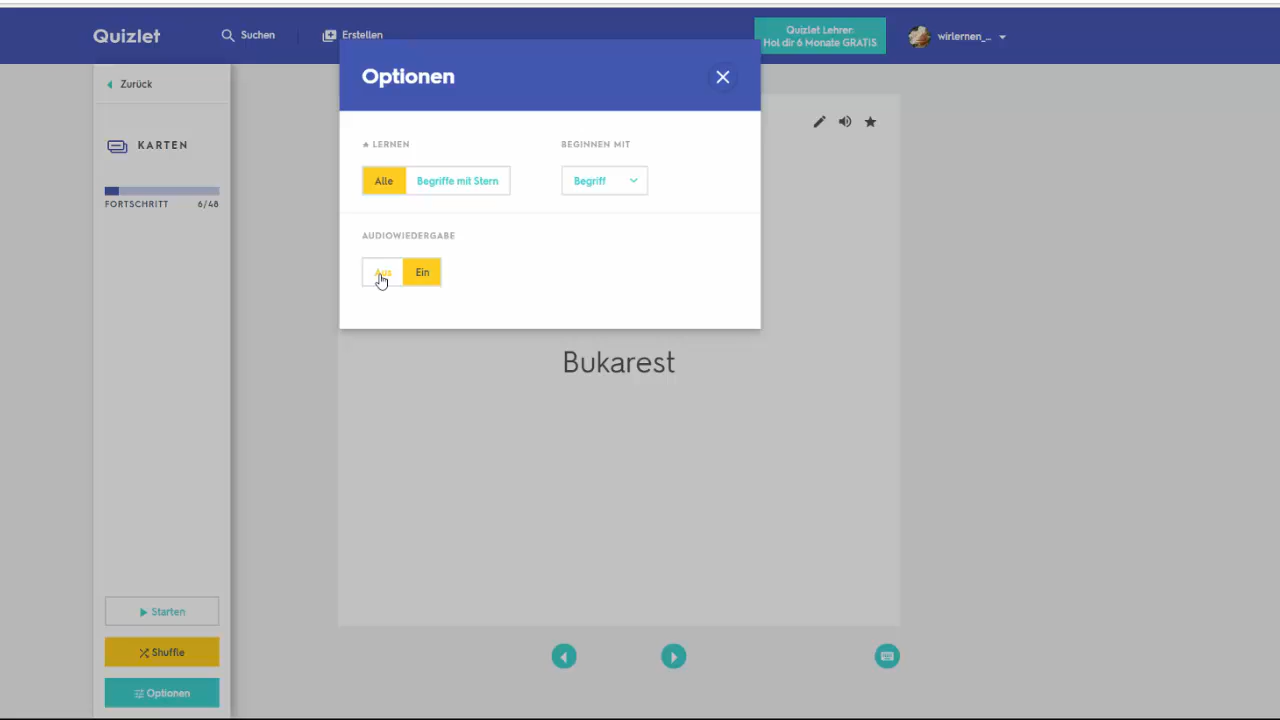 Quizlet
Suchen
Erstellen
Quizlet Lehrer:
Hol dir 6 Monate GRATIS
wirlernen_...
Zurück
KARTEN
FORTSCHRITT 6/48
Optionen
LERNEN
Alle
Begriffe mit Stern
BEGINNEN MIT
Begriff
AUDIOWIEDERGABE
Aus
Ein
Bukarest
Starten
Shuffle
Optionen